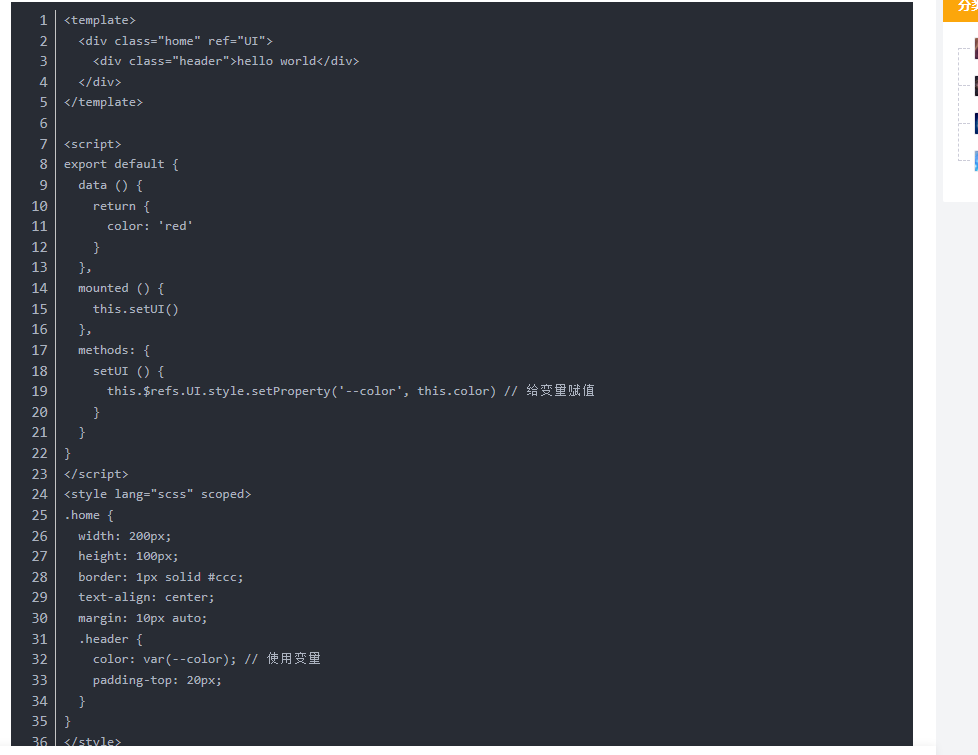 1 <template>
2   <div class="home" ref="UI">
3     <div class="header">hello world</div>
4   </div>
5 </template>
6
7 <script>
8 export default {
9   data () {
10     return {
11       color: 'red'
12     }
13   },
14   mounted () {
15     this.setUI()
16   },
17   methods: {
18     setUI () {
19       this.$refs.UI.style.setProperty('--color', this.color) // 给变量赋值
20     }
21   }
22 }
23 </script>
24 <style lang="scss" scoped>
25 .home {
26   width: 200px;
27   height: 100px;
28   border: 1px solid #ccc;
29   text-align: center;
30   margin: 10px auto;
31   .header {
32     color: var(--color); // 使用变量
33     padding-top: 20px;
34   }
35 }
36 </style>
分